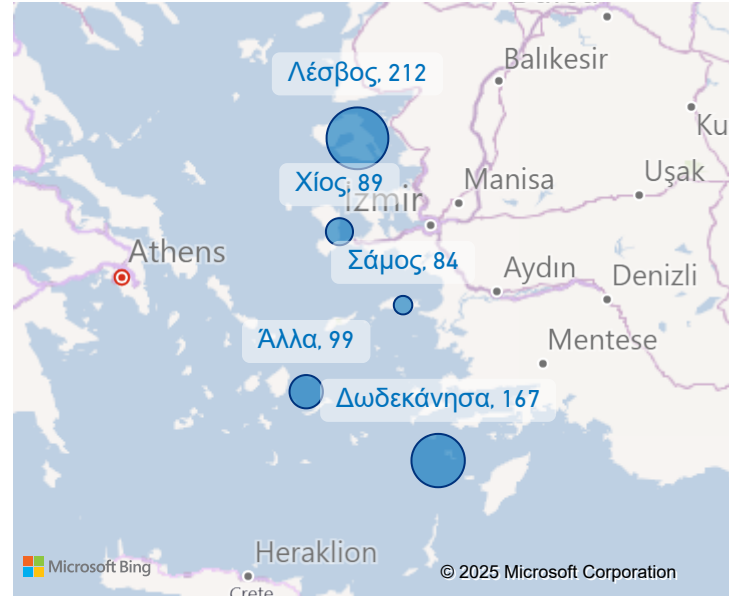 Balıkesir
Λέσβος, 212
Ku
Χίος, 89
İzmir
Manisa
Uşak
Athens
Σάμος, 84
Aydın
Denizli
Άλλα, 99
Mentese
Δωδεκάνησα, 167
Heraklion
Microsoft Bing
© 2025 Microsoft Corporation
Crete